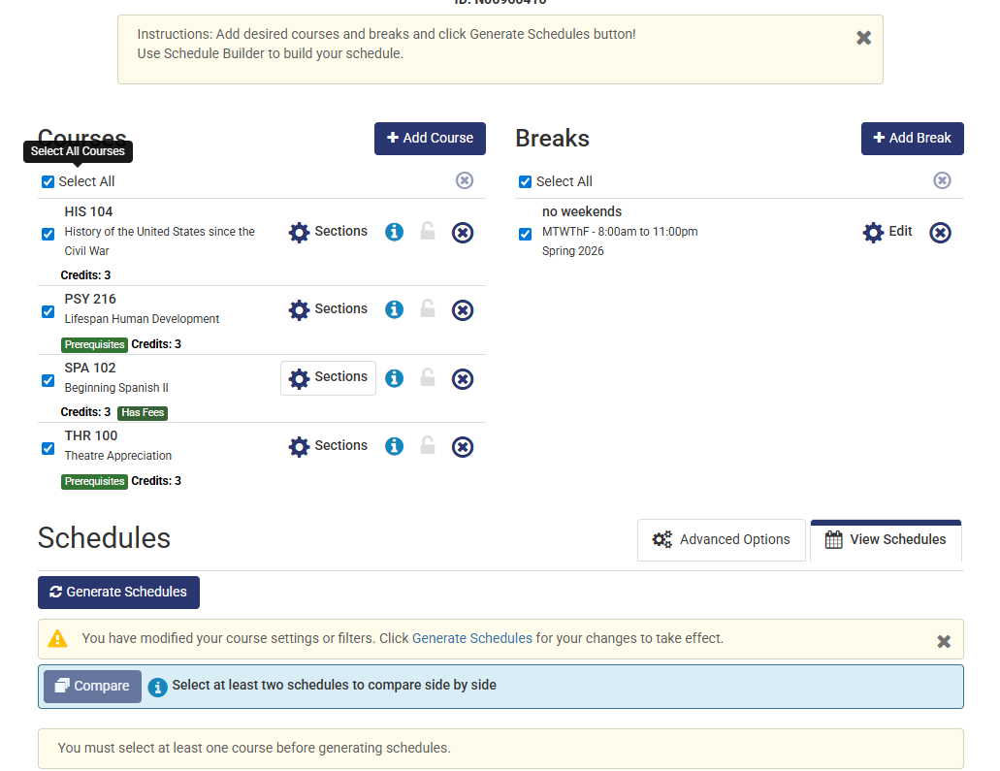 Instructions: Add desired courses and breaks and click Generate Schedules button!
Use Schedule Builder to build your schedule.
Courses
+ Add Course
Select All Courses
Select All
HIS 104
History of the United States since the
Civil War
Sections
Credits: 3
PSY 216
Lifespan Human Development
Sections
Prerequisites Credits: 3
SPA 102
Beginning Spanish II
Sections
Credits: 3 Has Fees
THR 100
Theatre Appreciation
Sections
Prerequisites Credits: 3
Breaks
+ Add Break
Select All
no weekends
MTWThF - 8:00am to 11:00pm
Spring 2026
Edit
Schedules
Advanced Options
View Schedules
Generate Schedules
You have modified your course settings or filters. Click Generate Schedules for your changes to take effect.
Compare
Select at least two schedules to compare side by side
You must select at least one course before generating schedules.